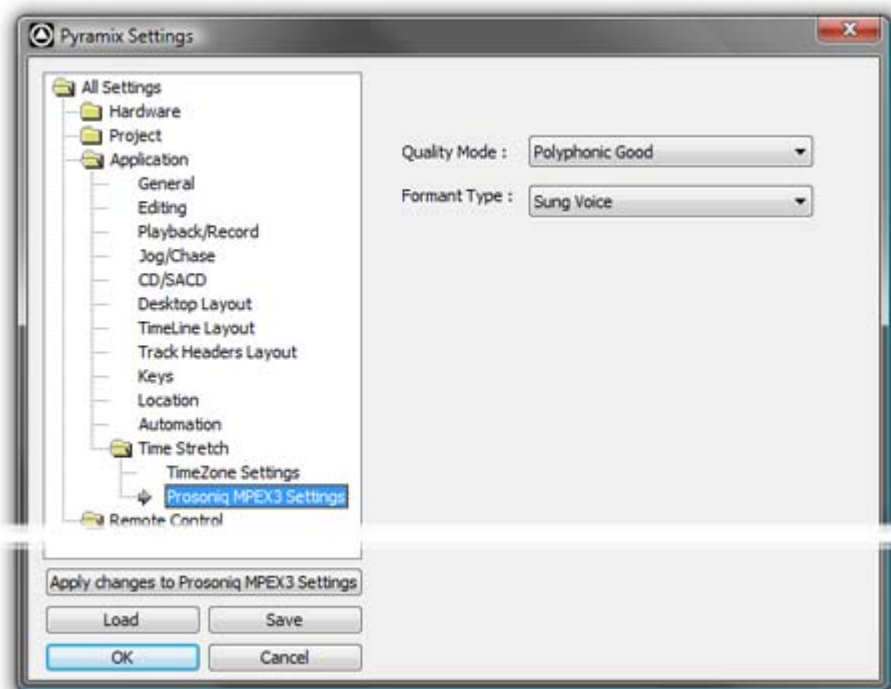 Pyramix Settings
All Settings
Hardware
Project
Application
General
Editing
Playback/Record
Jog/Chase
CD/SACD
Desktop Layout
TimeLine Layout
Track Headers Layout
Keys
Location
Automation
Time Stretch
TimeZone Settings
Prosoniq MPEX3 Settings
Remote Control
Quality Mode : Polyphonic Good
Formant Type : Sung Voice
Apply changes to Prosoniq MPEX3 Settings
Load Save
OK Cancel